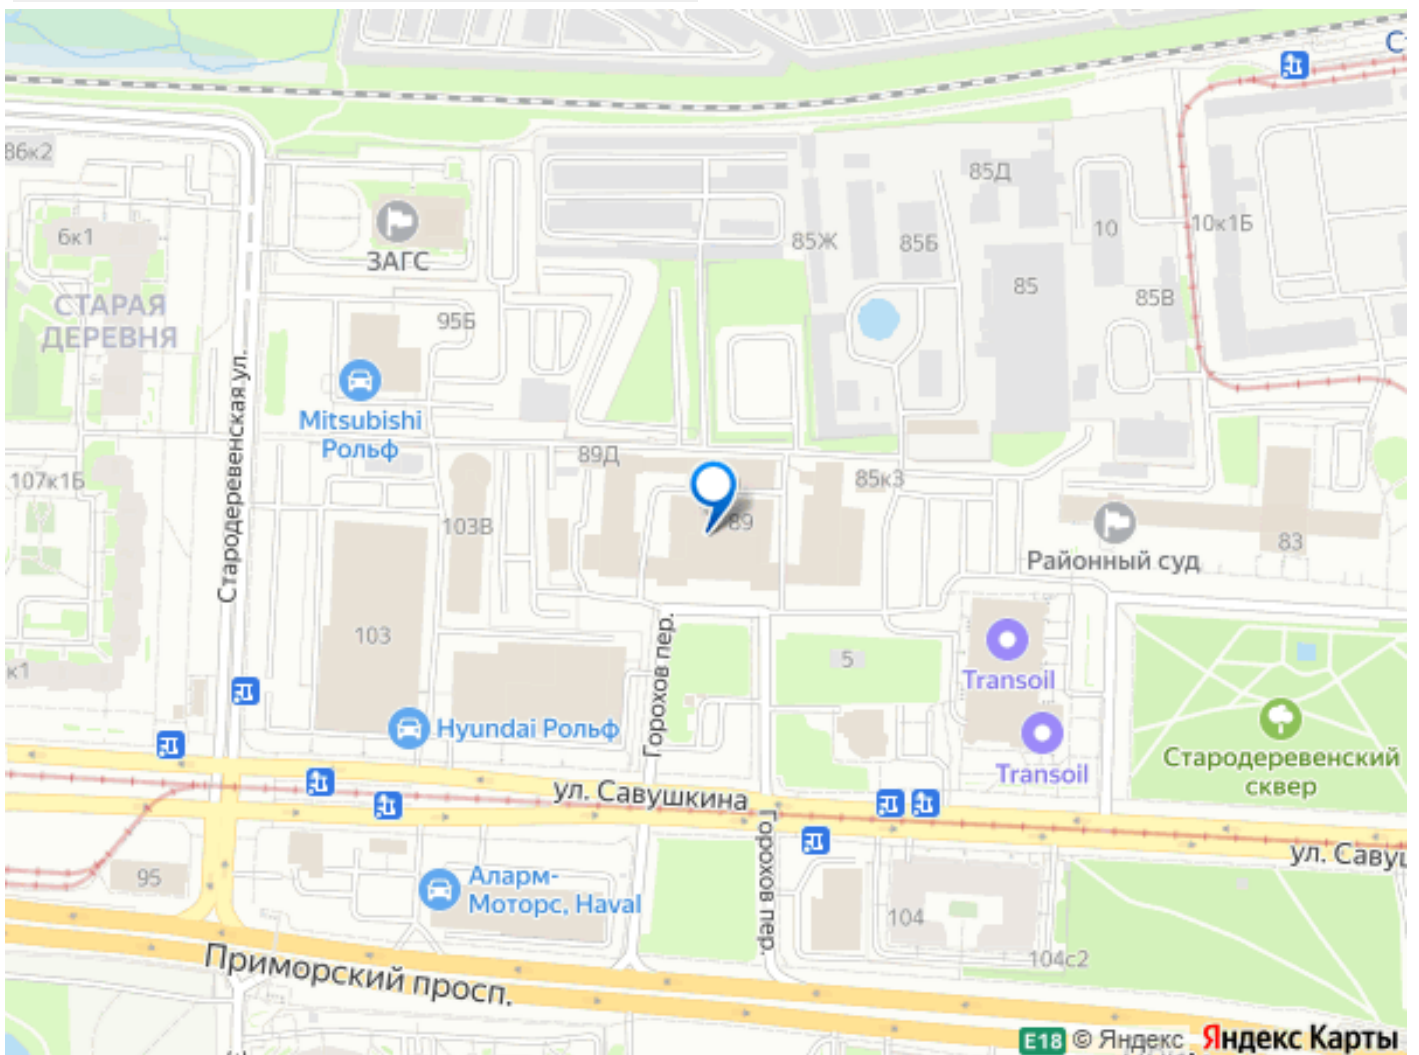 86к2
6к1
СТАРАЯ
ДЕРЕВНЯ
ЗАГС
95Б
Mitsubishi
Рольф
Стародеревенская ул.
107к1Б
85Ж
85Б
85Д
85
10
85В
10к1Б
89Д
89
85к3
103В
103
Районный суд
83
к1
Hyundai Рольф
Горохов пер.
5
Transoil
Transoil
Стародеревенский
сквер
ул. Савушкина
ул. Савуш
Горохов пер.
95
Аларм-
Моторс, Haval
104
104с2
Приморский просп.
E18 © Яндекс Яндекс Карты